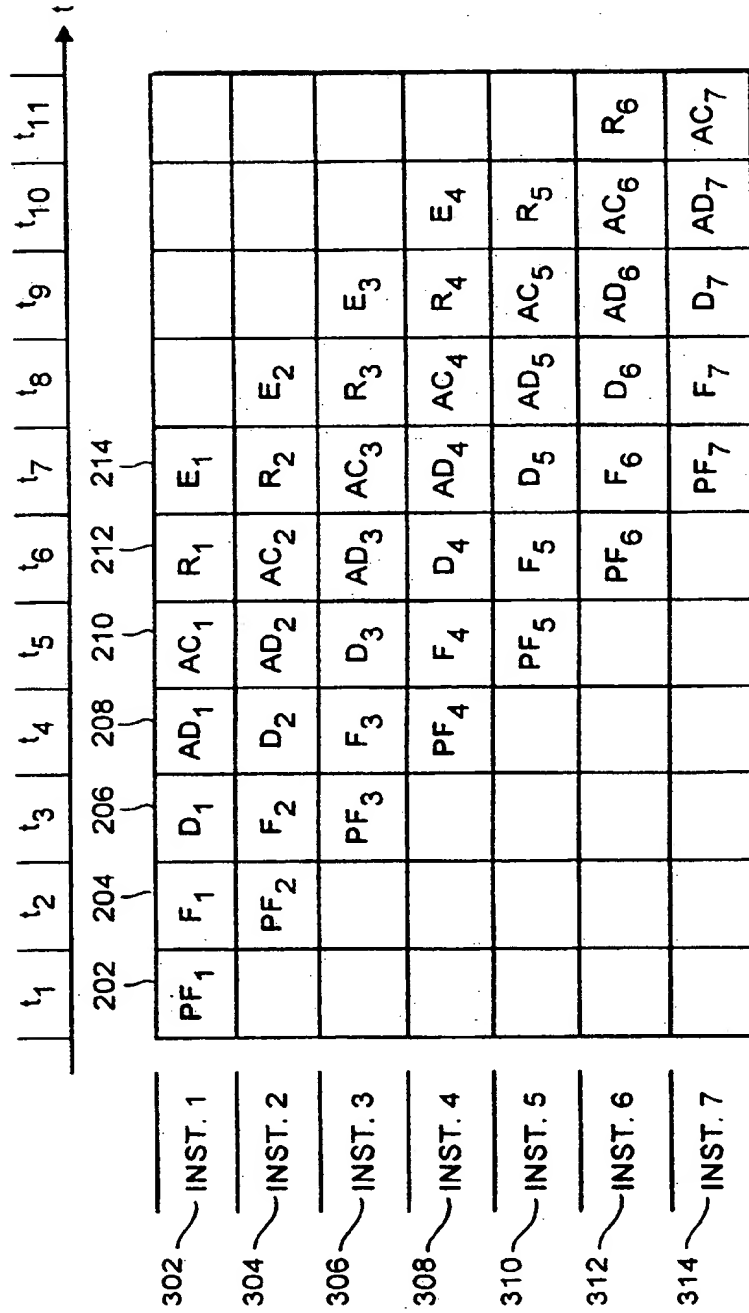 t
t1 t2 t3 t4 t5 t6 t7 t8 t9 t10 t11
202 204 206 208 210 212 214
302 INST. 1 PF1 F1 D1 AD1 AC1 R1 E1
304 INST. 2 PF2 F2 D2 AD2 AC2 R2 E2
306 INST. 3 PF3 F3 D3 AD3 AC3 R3 E3
308 INST. 4 PF4 F4 D4 AD4 AC4 R4 E4
310 INST. 5 PF5 F5 D5 AD5 AC5 R5
312 INST. 6 PF6 F6 D6 AD6 AC6 R6
314 INST. 7 PF7 F7 D7 AD7 AC7